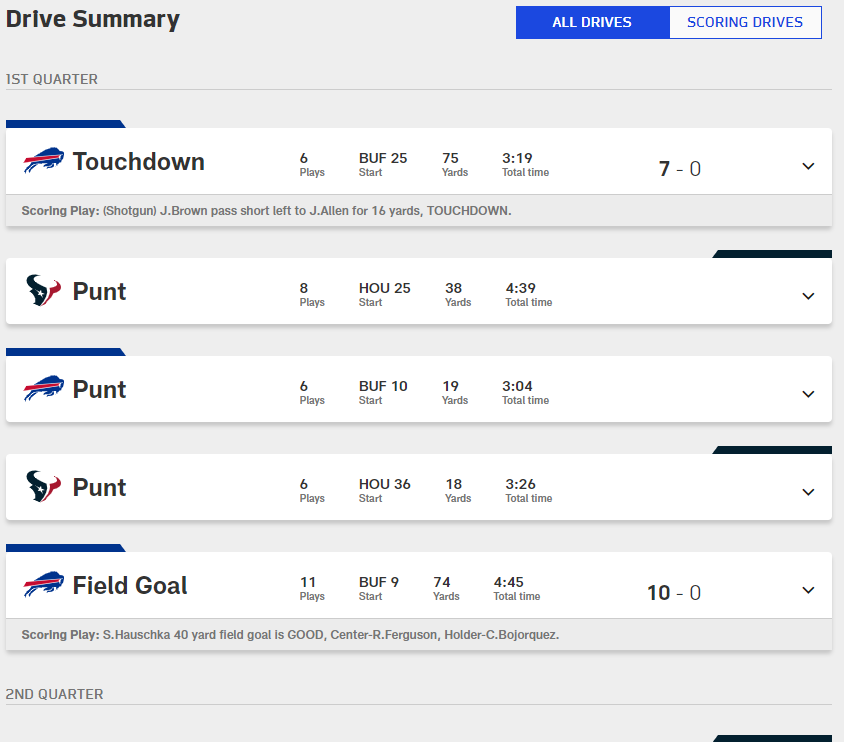 Drive Summary
ALL DRIVES SCORING DRIVES
1ST QUARTER
Touchdown 6 BUF 25 75 3:19 7 - 0
Plays Start Yards Total time
Scoring Play: (Shotgun) J.Brown pass short left to J.Allen for 16 yards, TOUCHDOWN.
Punt 8 HOU 25 38 4:39
Plays Start Yards Total time
Punt 6 BUF 10 19 3:04
Plays Start Yards Total time
Punt 6 HOU 36 18 3:26
Plays Start Yards Total time
Field Goal 11 BUF 9 74 4:45 10 - 0
Plays Start Yards Total time
Scoring Play: S.Hauschka 40 yard field goal is GOOD, Center-R.Ferguson, Holder-C.Bojorquez.
2ND QUARTER